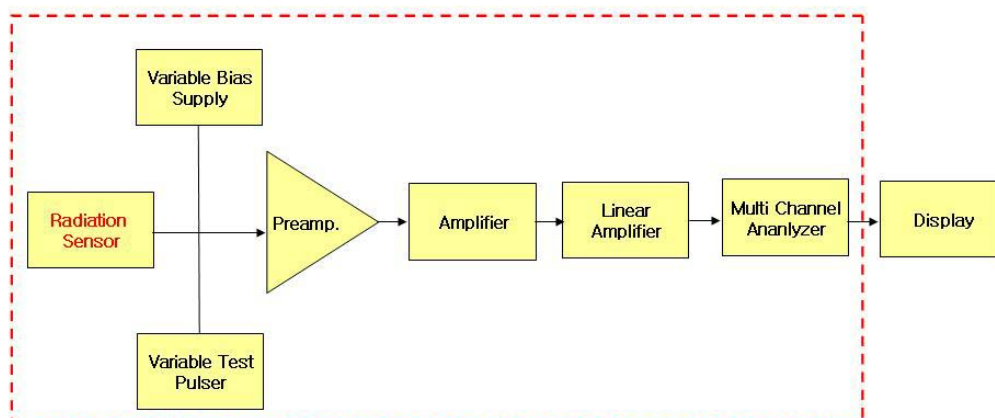 Variable Bias
Supply
Radiation
Sensor
Preamp.
Amplifier
Linear
Amplifier
Multi Channel
Ananlyzer
Display
Variable Test
Pulser